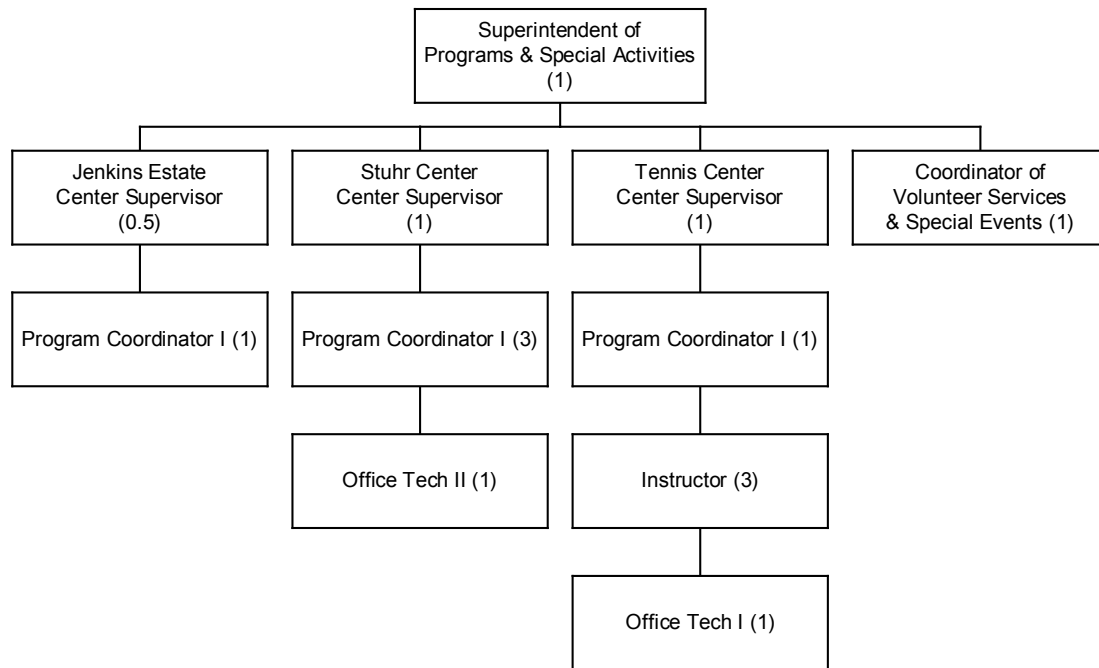 Superintendent of
Programs & Special Activities
(1)
Jenkins Estate
Center Supervisor
(0.5)
Stuhr Center
Center Supervisor
(1)
Tennis Center
Center Supervisor
(1)
Coordinator of
Volunteer Services
& Special Events (1)
Program Coordinator I (1)
Program Coordinator I (3)
Program Coordinator I (1)
Office Tech II (1)
Instructor (3)
Office Tech I (1)